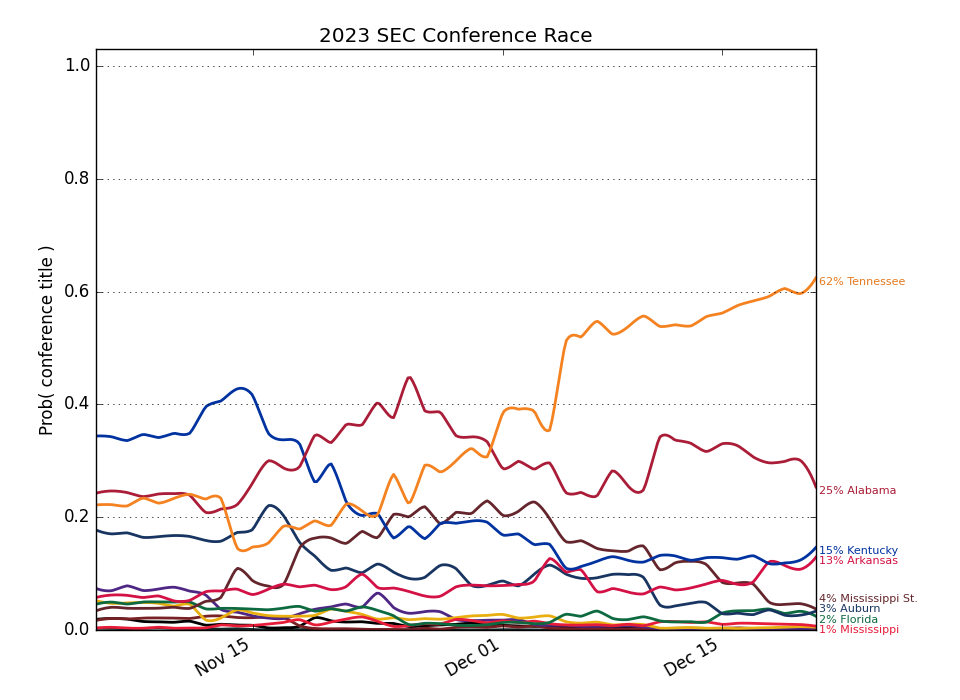 2023 SEC Conference Race
Prob( conference title )
1.0
0.8
0.6
0.4
0.2
0.0
Nov 15
Dec 01
Dec 15
62% Tennessee
25% Alabama
15% Kentucky
13% Arkansas
4% Mississippi St.
3% Auburn
2% Florida
1% Mississippi